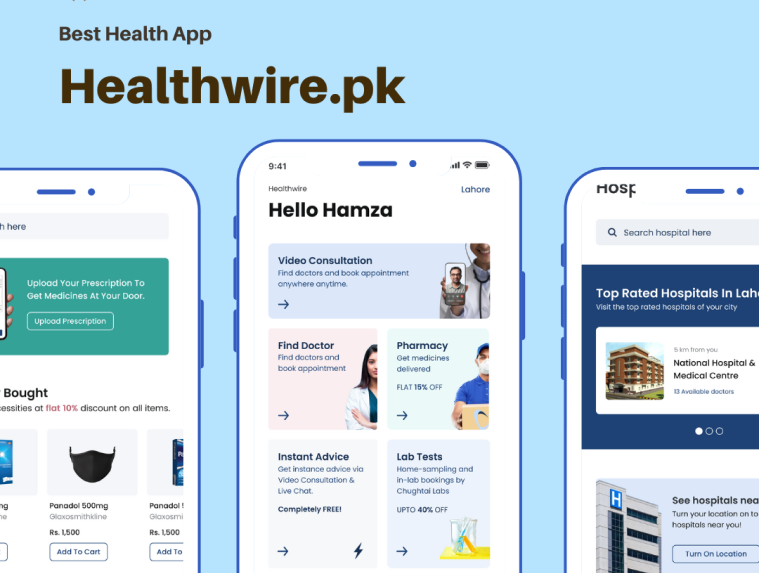 Best Health App
Healthwire.pk
h here
Upload Your Prescription To
Get Medicines At Your Door.
Upload Prescription
Bought
essities at flat 10% discount on all items.
Panadol 500mg
Glaxosmithkline
Rs. 1,500
Add To Cart
Panadol
Glaxosmi
Rs. 1,500
Add To
9:41
Healthwire
Lahore
Hello Hamza
Video Consultation
Find doctors and book appointment
anywhere anytime.
Find Doctor
Find doctors and
book appointment
Pharmacy
Get medicines
delivered
FLAT 15% OFF
Instant Advice
Get instance advice via
Video Consultation &
Live Chat.
Completely FREE!
Lab Tests
Home-sampling and
in-lab bookings by
Chughtai Labs
UPTO 40% OFF
Hosp
Search hospital here
Top Rated Hospitals In Laho
Visit the top rated hospitals of your city
5 km from you
National Hospital &
Medical Centre
13 Available doctors
H
See hospitals nea
Turn your location on to
hospitals near you!
Turn On Location